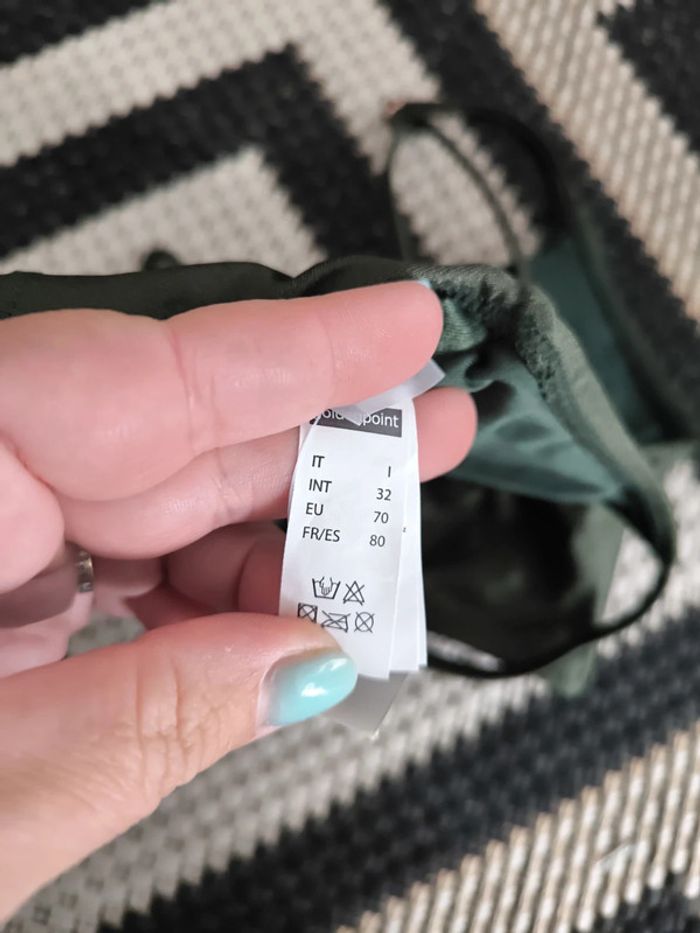 point
IT I
INT 32
EU 70
FR/ES 80